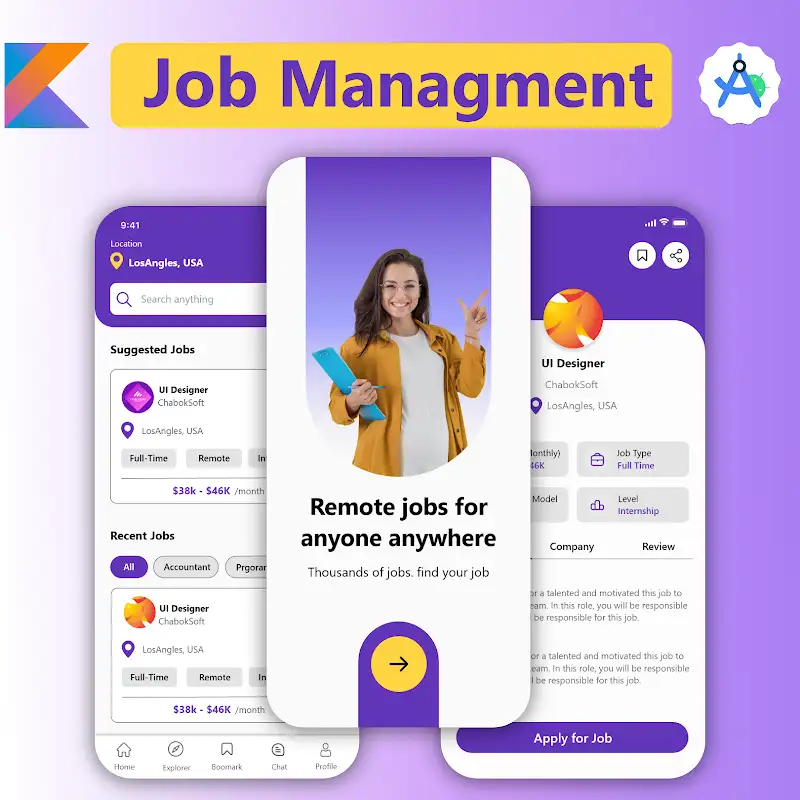 Job Managment
9:41
Location
LosAngles, USA
Search anything
Suggested Jobs
UI Designer
ChabokSoft
LosAngles, USA
Full-Time Remote In
$38k - $46K /month
Recent Jobs
All Accountant Prgorar
UI Designer
ChabokSoft
LosAngles, USA
Full-Time Remote In
$38k - $46K /month
Home Explorer Boomark Chat Profile
Remote jobs for
anyone anywhere
Thousands of jobs. find your job
UI Designer
ChabokSoft
LosAngles, USA
onthly)
46K
Job Type
Full Time
Model
Level
Internship
Company Review
or a talented and motivated this job to
eam. In this role, you will be responsible
be responsible for this job.
or a talented and motivated this job to
eam. In this role, you will be responsible
be responsible for this job.
Apply for Job